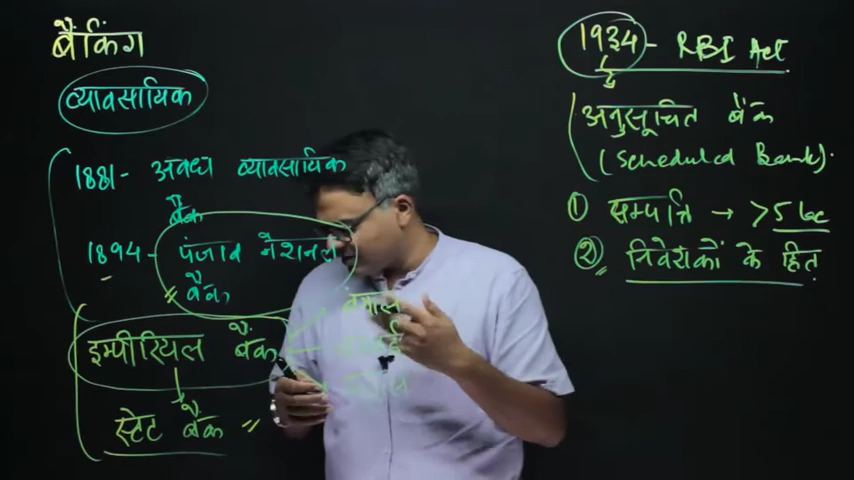 बैंकिंग
व्यावसायिक
1881- अवध व्यावसायिक
बैंक
1894- पंजाब नेशनल
बैंक
इम्पीरियल बैंक
स्टेट बैंक
1934 - RBI Act
अनुसूचित बैंक
(Scheduled Bank).
① सम्पत्ति → >5 lac
② निवेशकों के हित